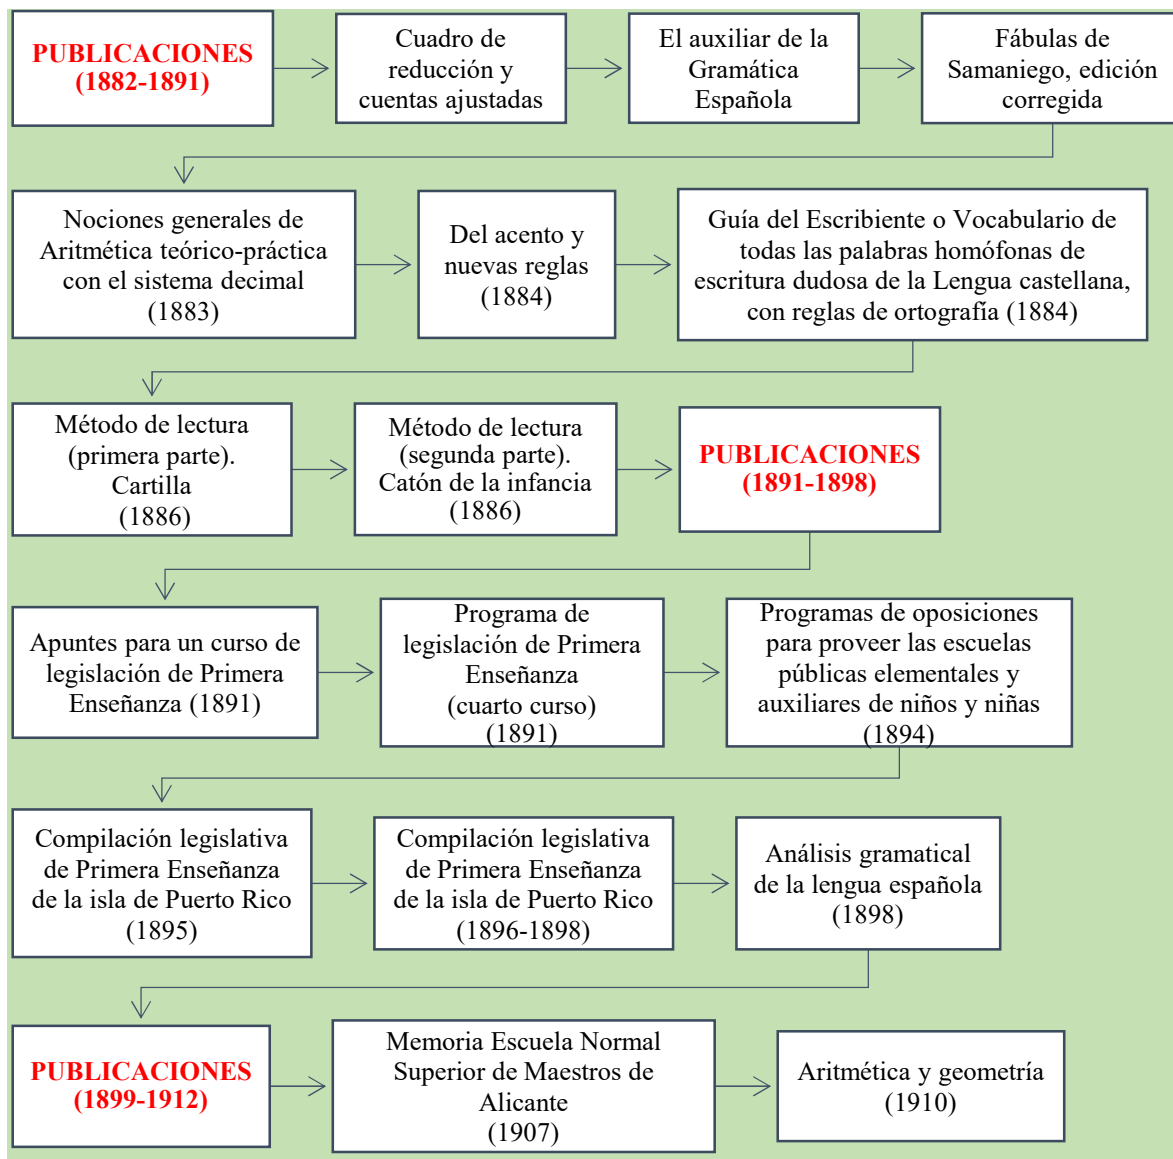 PUBLICACIONES
(1882-1891)
Cuadro de
reducción y
cuentas ajustadas
El auxiliar de la
Gramática
Española
Fábulas de
Samaniego, edición
corregida
Nociones generales de
Aritmética teórico-práctica
con el sistema decimal
(1883)
Del acento y
nuevas reglas
(1884)
Guía del Escribiente o Vocabulario de
todas las palabras homófonas de
escritura dudosa de la Lengua castellana,
con reglas de ortografía (1884)
Método de lectura
(primera parte).
Cartilla
(1886)
Método de lectura
(segunda parte).
Catón de la infancia
(1886)
PUBLICACIONES
(1891-1898)
Apuntes para un curso de
legislación de Primera
Enseñanza (1891)
Programa de
legislación de Primera
Enseñanza
(cuarto curso)
(1891)
Programas de oposiciones
para proveer las escuelas
públicas elementales y
auxiliares de niños y niñas
(1894)
Compilación legislativa
de Primera Enseñanza
de la isla de Puerto Rico
(1895)
Compilación legislativa
de Primera Enseñanza
de la isla de Puerto Rico
(1896-1898)
Análisis gramatical
de la lengua española
(1898)
PUBLICACIONES
(1899-1912)
Memoria Escuela Normal
Superior de Maestros de
Alicante
(1907)
Aritmética y geometría
(1910)